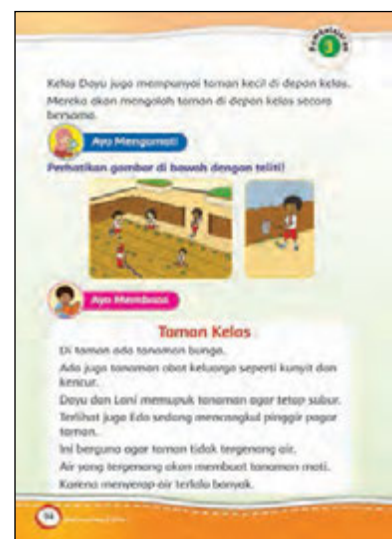 Pembelajaran
3
Kelas Dayu juga mempunyai taman kecil di depan kelas.
Mereka akan mengolah taman di depan kelas secara
bersama.
Ayo Mengamati
Perhatikan gambar di bawah dengan teliti!
Ayo Membaca
Taman Kelas
Di taman ada tanaman bunga.
Ada juga tanaman obat keluarga seperti kunyit dan
kencur.
Dayu dan Lani memupuk tanaman agar tetap subur.
Terlihat juga Edo sedang mencangkul pinggir pagar
taman.
Ini berguna agar taman tidak tergenang air.
Air yang tergenang akan membuat tanaman mati.
Karena menyerap air terlalu banyak.
94